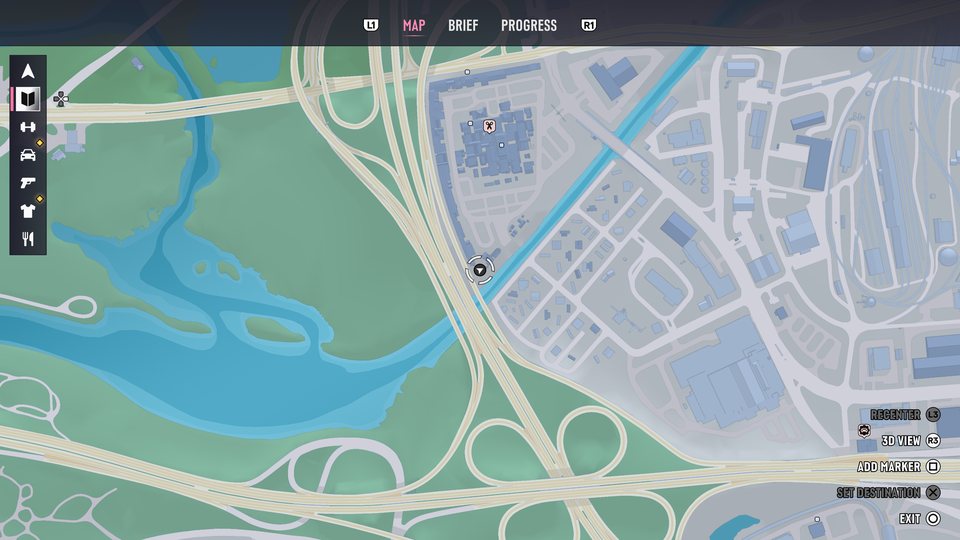 L1 MAP BRIEF PROGRESS R1
RECENTER L3
3D VIEW R3
ADD MARKER
SET DESTINATION
EXIT